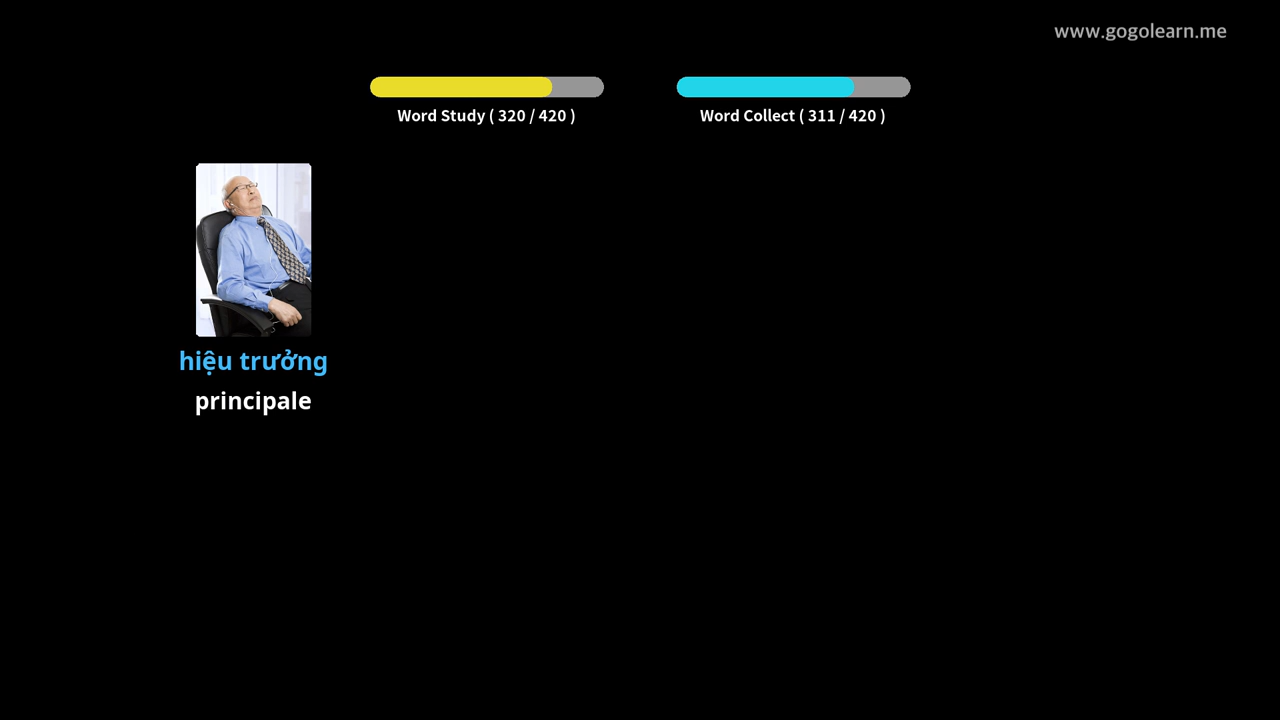 www.gogolearn.me
Word Study ( 320 / 420 )
Word Collect ( 311 / 420 )
hiệu trưởng
principale